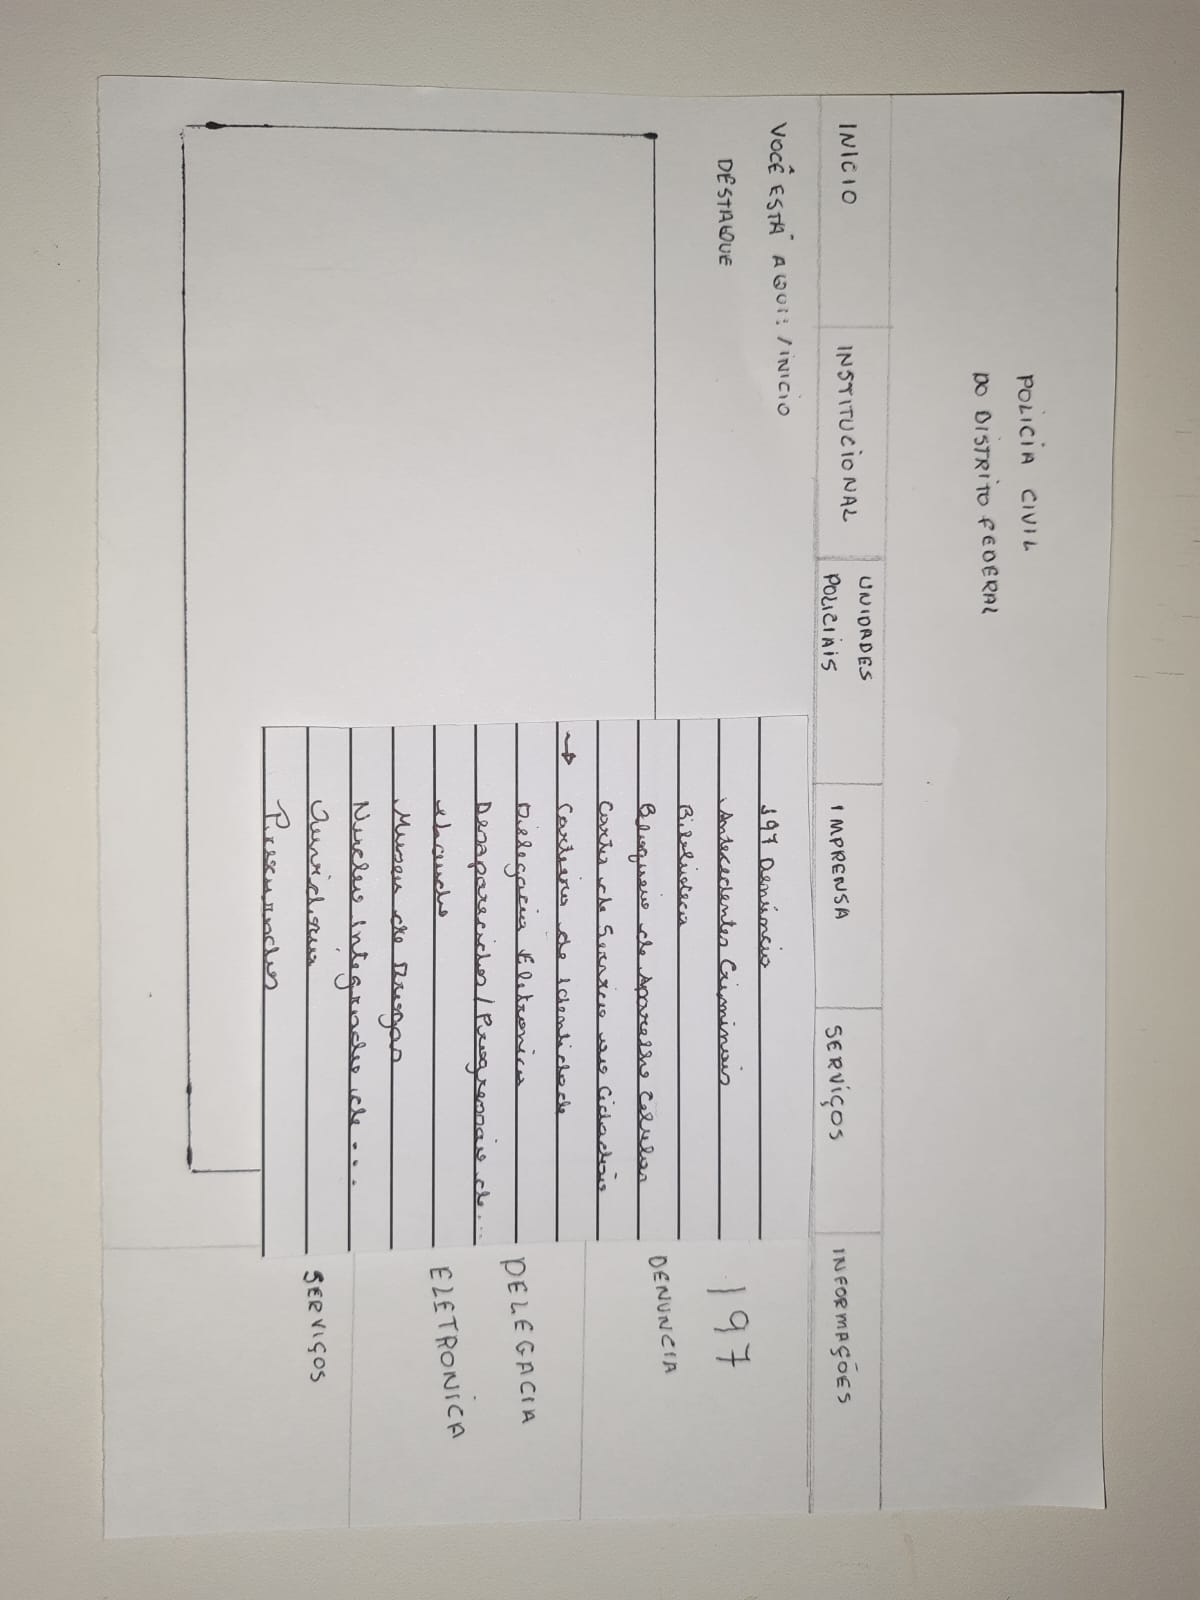 POLICIA CIVIL
DO DISTRITO FEDERAL
INICIO
INSTITUCIONAL
UNIDADES
POLICIAIS
IMPRENSA
SERVIÇOS
INFORMAÇÕES
VOCÊ ESTÁ AQUI: /INICIO
DESTAQUE
197 Denúncia
Antecedentes Criminais
Biblioteca
Bloqueio de Aparelho Celular
Carta de Serviço ao Cidadão
→ Carteira de Identidade
Delegacia Eletronica
Desaparecidos / Progressão de...
Laudo
Museu de Drogas
Nucleo Integrado de ...
Ouvidoria
Procurados
197
DENUNCIA
DELEGACIA
ELETRONICA
SERVIÇOS